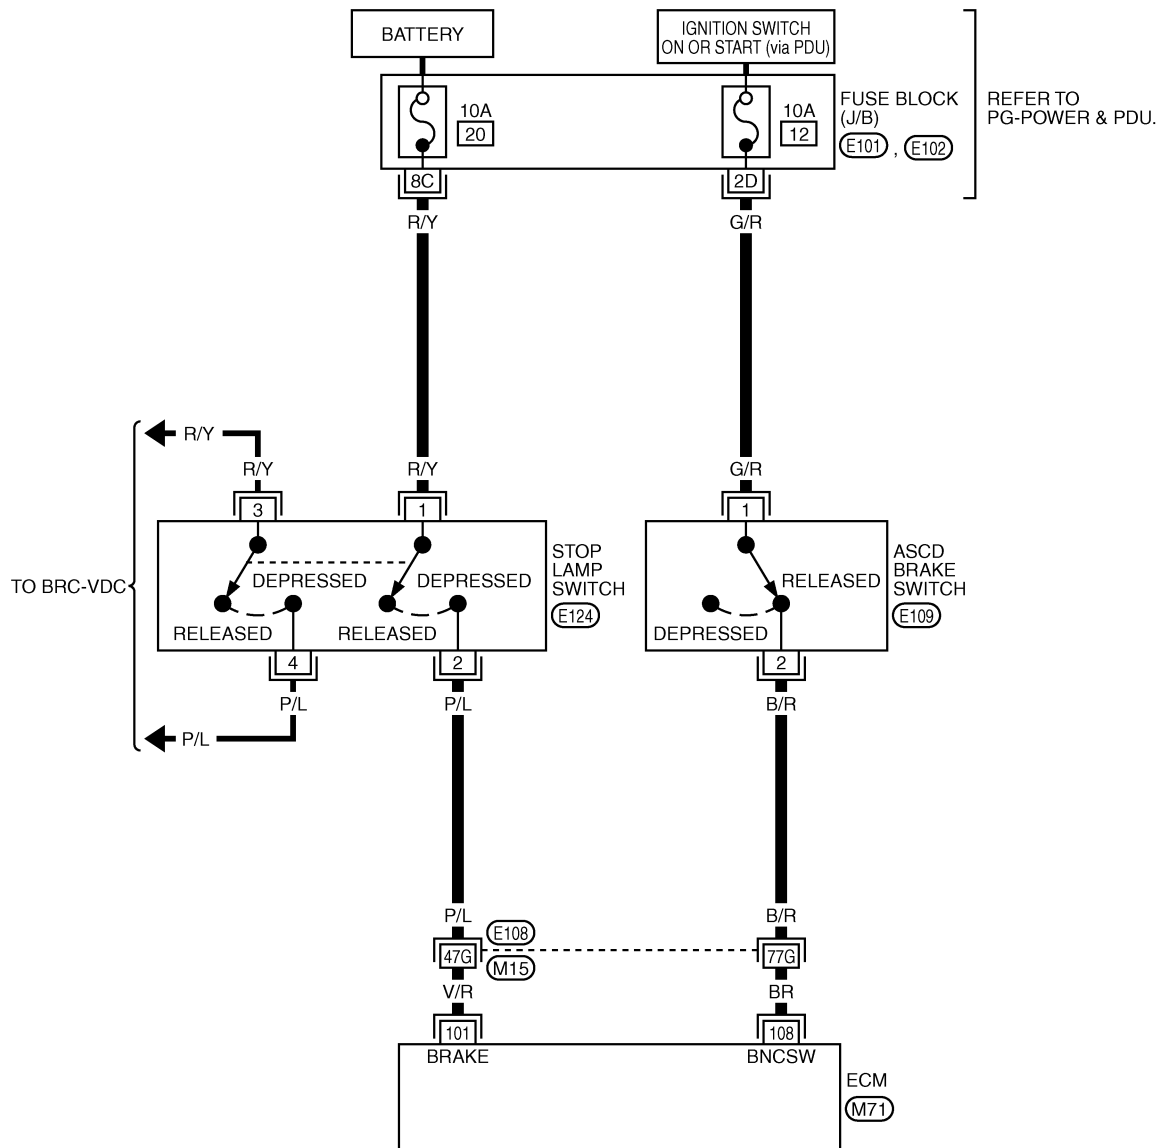 BATTERY
IGNITION SWITCH
ON OR START (via PDU)
10A
20
10A
12
FUSE BLOCK
(J/B)
E101 , E102
REFER TO
PG-POWER & PDU.
8C
2D
R/Y
G/R
R/Y
R/Y
R/Y
G/R
3
1
1
TO BRC-VDC
DEPRESSED
RELEASED
DEPRESSED
RELEASED
STOP
LAMP
SWITCH
E124
RELEASED
DEPRESSED
ASCD
BRAKE
SWITCH
E109
4
2
2
P/L
P/L
B/R
P/L
P/L
B/R
E108
47G
77G
M15
V/R
BR
101
108
BRAKE
BNCSW
ECM
M71